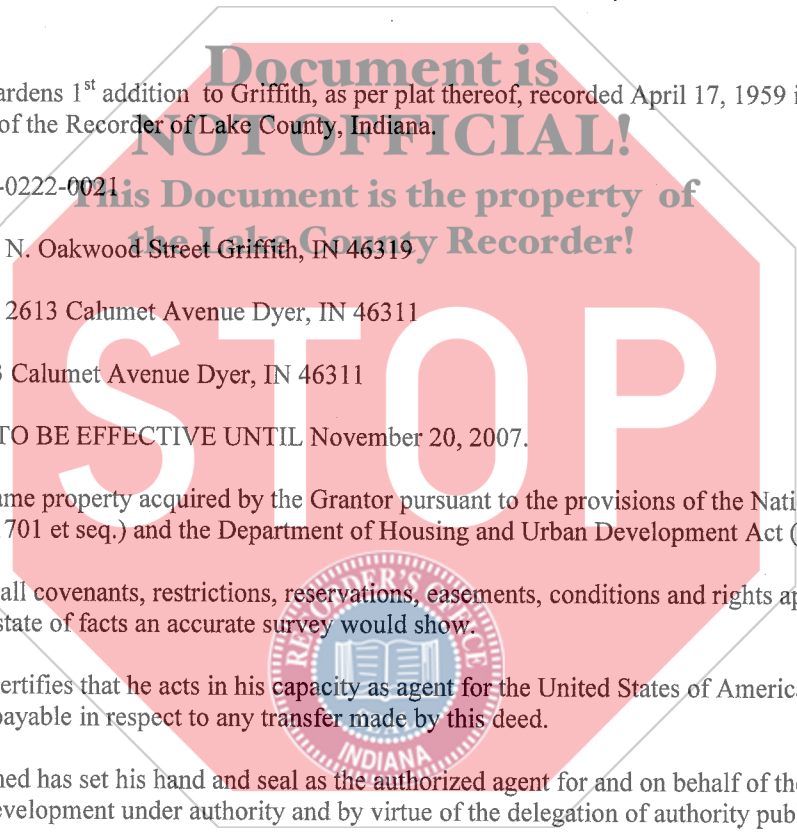 Document is
ardens 1st addition to Griffith, as per plat thereof, recorded April 17, 1959 i
of the Recorder of Lake County, Indiana.
NOT OFFICIAL!
-0222-0021
This Document is the property of
the Lake County Recorder!
N. Oakwood Street Griffith, IN 46319
2613 Calumet Avenue Dyer, IN 46311
3 Calumet Avenue Dyer, IN 46311
STOP
TO BE EFFECTIVE UNTIL November 20, 2007.
ame property acquired by the Grantor pursuant to the provisions of the Nati
701 et seq.) and the Department of Housing and Urban Development Act (
all covenants, restrictions, reservations, easements, conditions and rights ap
state of facts an accurate survey would show.
RECORDER'S OFFICE
SEAL
INDIANA
ertifies that he acts in his capacity as agent for the United States of America
payable in respect to any transfer made by this deed.
ned has set his hand and seal as the authorized agent for and on behalf of the
evelopment under authority and by virtue of the delegation of authority pub